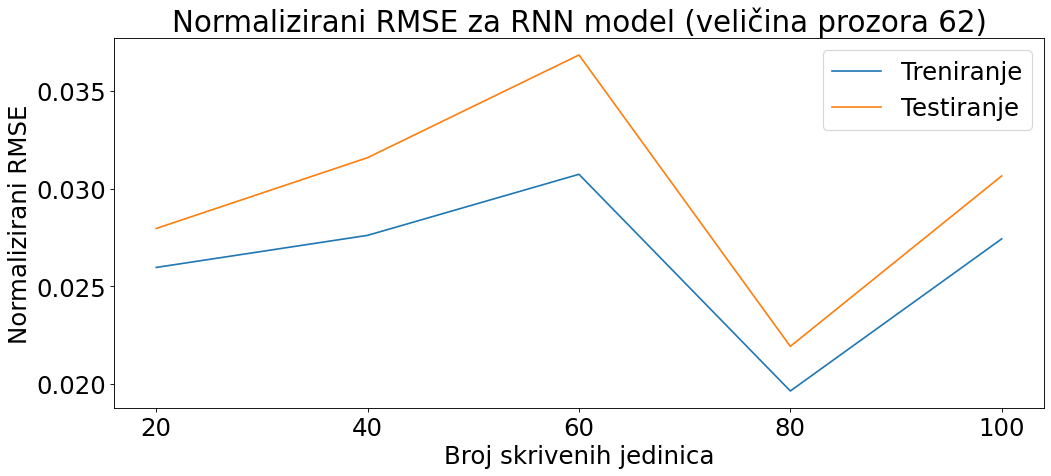 Normalizirani RMSE za RNN model (veličina prozora 62)
Treniranje
Testiranje
Normalizirani RMSE
0.035
0.030
0.025
0.020
20 40 60 80 100
Broj skrivenih jedinica